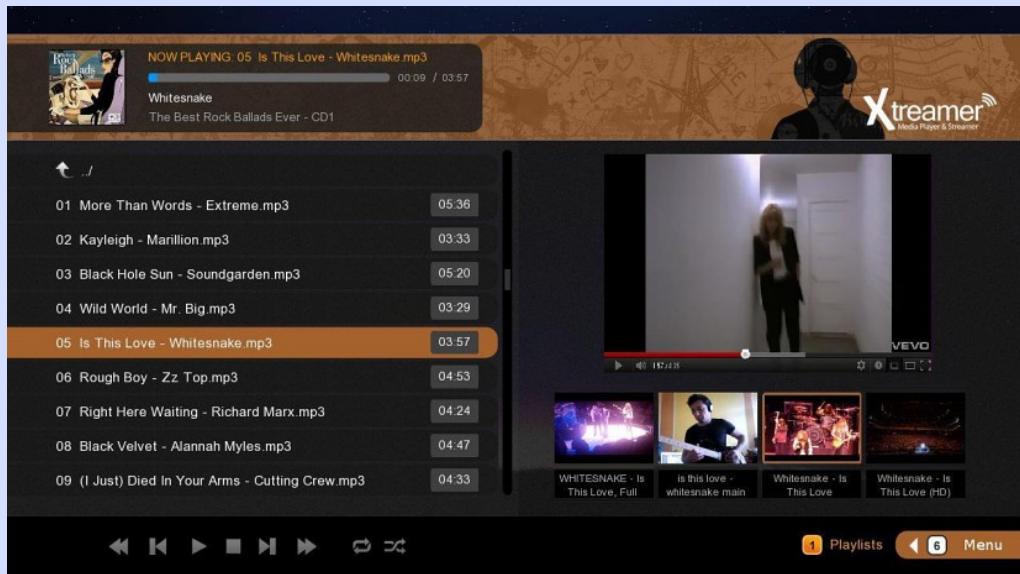 Rock Ballads
NOW PLAYING: 05 Is This Love - Whitesnake.mp3
00:09 / 03:57
Whitesnake
The Best Rock Ballads Ever - CD1
Xtreamer
Media Player & Streamer
../
01 More Than Words - Extreme.mp3 05:36
02 Kayleigh - Marillion.mp3 03:33
03 Black Hole Sun - Soundgarden.mp3 05:20
04 Wild World - Mr. Big.mp3 03:29
05 Is This Love - Whitesnake.mp3 03:57
06 Rough Boy - Zz Top.mp3 04:53
07 Right Here Waiting - Richard Marx.mp3 04:24
08 Black Velvet - Alannah Myles.mp3 04:47
09 (I Just) Died In Your Arms - Cutting Crew.mp3 04:33
VEVO
WHITESNAKE - Is
This Love, Full
is this love -
whitesnake main
Whitesnake - Is
This Love
Whitesnake - Is
This Love (HD)
1 Playlists
6 Menu